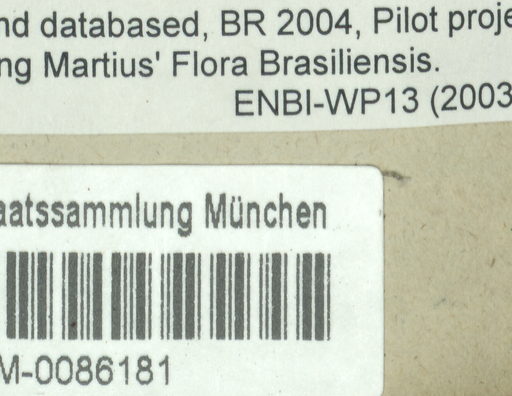 nd databased, BR 2004, Pilot proje
ng Martius' Flora Brasiliensis.
ENBI-WP13 (2003
aatssammlung München
M-0086181